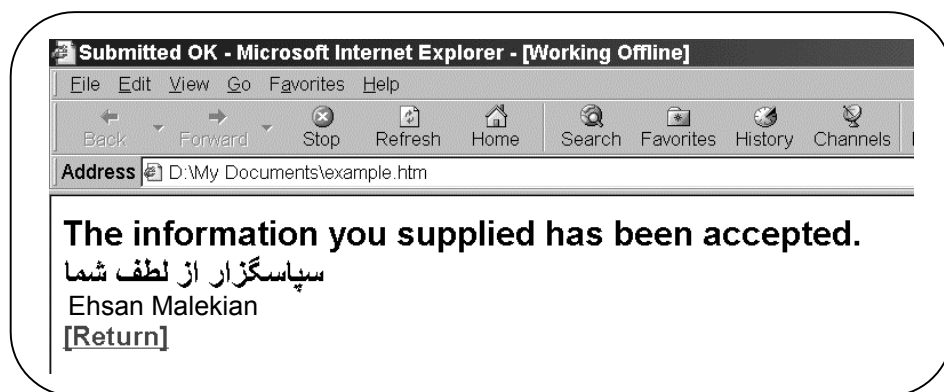 Submitted OK - Microsoft Internet Explorer - [Working Offline]
File Edit View Go Favorites Help
Back Forward Stop Refresh Home Search Favorites History Channels
Address D:\My Documents\example.htm
The information you supplied has been accepted.
سپاسگزار از لطف شما
Ehsan Malekian
[Return]